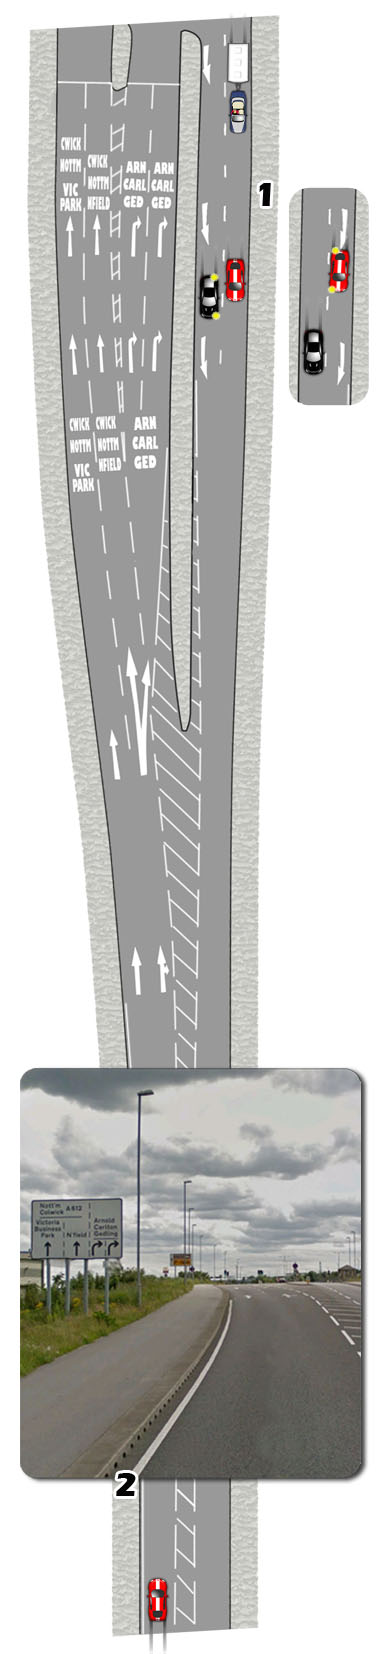 CWICK
NOTTM
VIC
PARK
CWICK
NOTTM
NFIELD
ARN
CARL
GED
ARN
CARL
GED
1
CWICK
NOTTM
VIC
PARK
CWICK
NOTTM
NFIELD
ARN
CARL
GED
Nott'm
Colwick A612
Victoria
Business
Park
N'field
Arnold
Carlton
Gedling
2